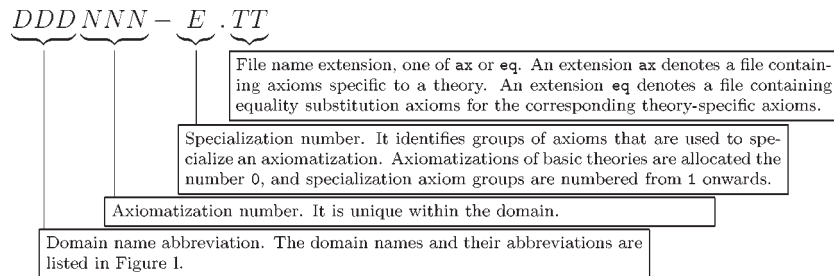 DDDNNN - E . TT
File name extension, one of ax or eq. An extension ax denotes a file contain-
ing axioms specific to a theory. An extension eq denotes a file containing
equality substitution axioms for the corresponding theory-specific axioms.
Specialization number. It identifies groups of axioms that are used to spe-
cialize an axiomatization. Axiomatizations of basic theories are allocated the
number 0, and specialization axiom groups are numbered from 1 onwards.
Axiomatization number. It is unique within the domain.
Domain name abbreviation. The domain names and their abbreviations are
listed in Figure 1.